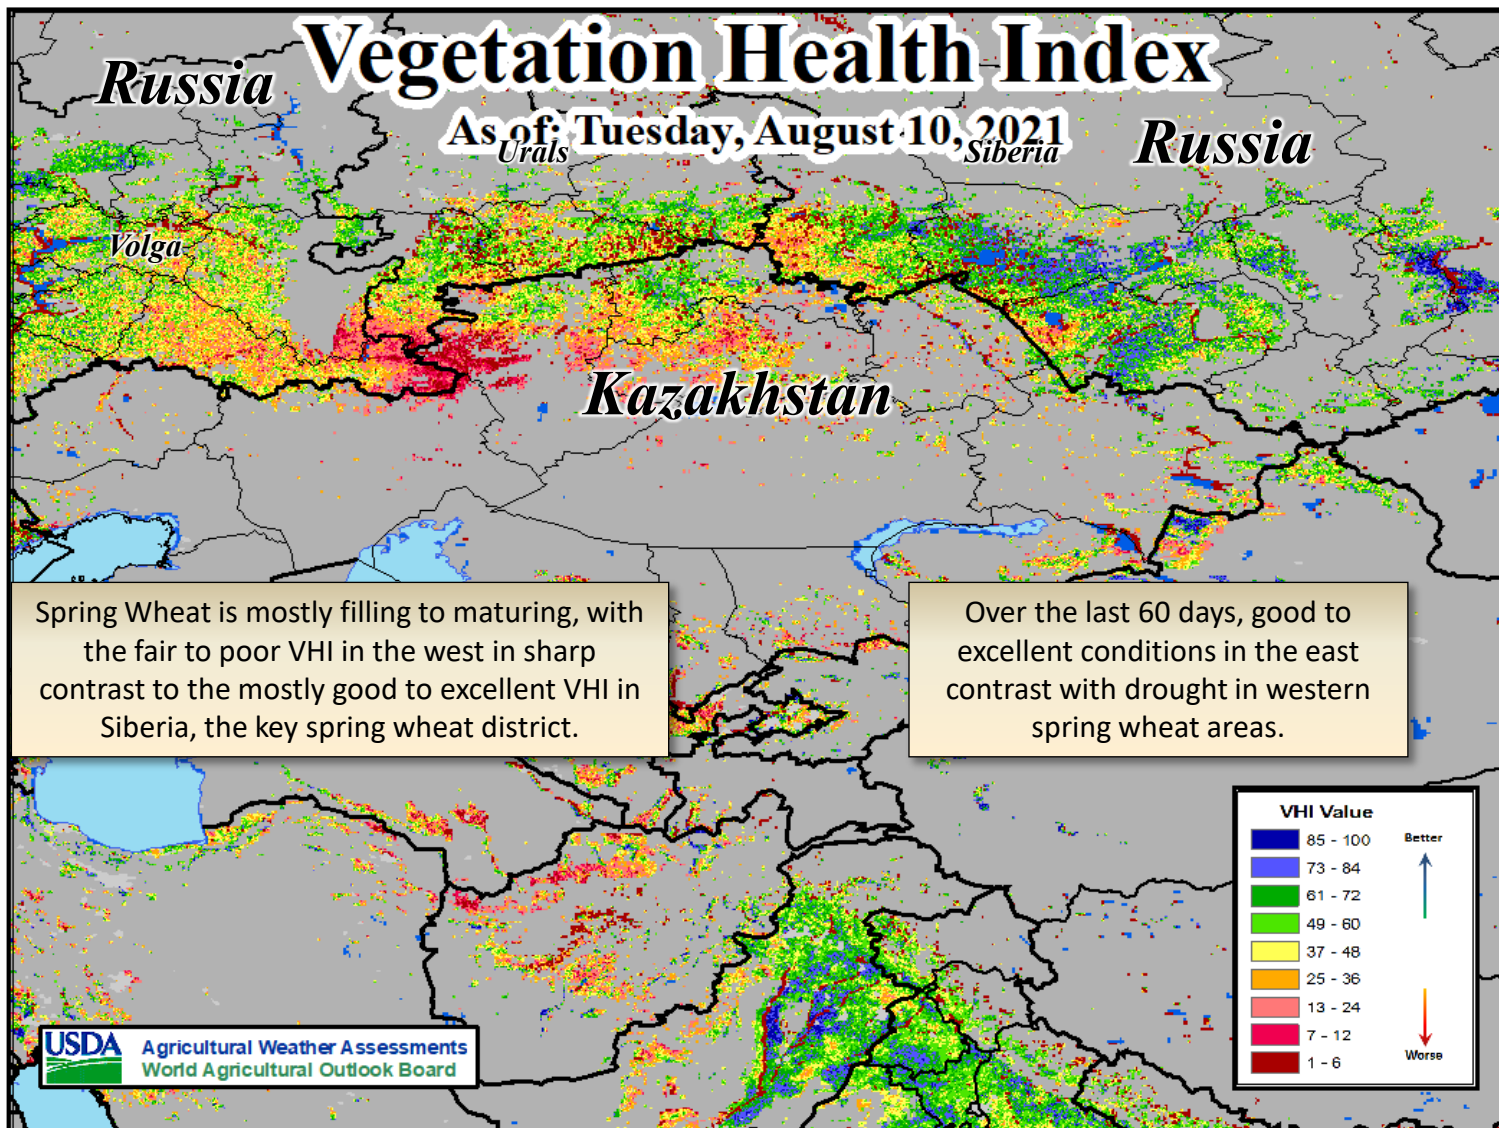 Vegetation Health Index
As of: Tuesday, August 10, 2021
Russia
Urals
Siberia
Russia
Volga
Kazakhstan
Spring Wheat is mostly filling to maturing, with
the fair to poor VHI in the west in sharp
contrast to the mostly good to excellent VHI in
Siberia, the key spring wheat district.
Over the last 60 days, good to
excellent conditions in the east
contrast with drought in western
spring wheat areas.
VHI Value
85 - 100
Better
73 - 84
61 - 72
49 - 60
37 - 48
25 - 36
13 - 24
7 - 12
1 - 6
Worse
USDA
Agricultural Weather Assessments
World Agricultural Outlook Board